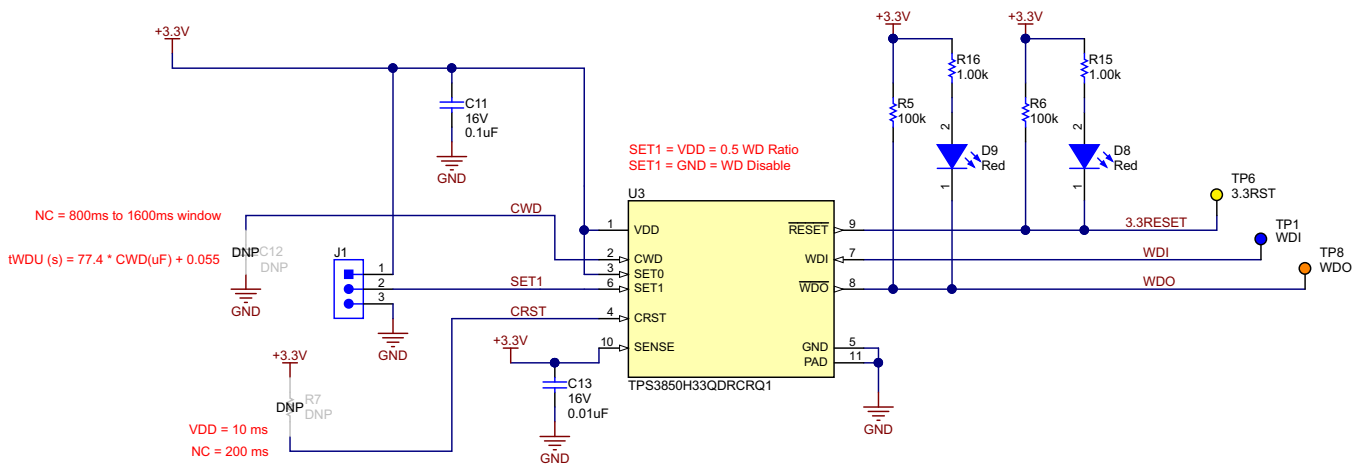 +3.3V
+3.3V
+3.3V
R16
1.00k
R15
1.00k
R5
100k
R6
100k
C11
16V
0.1uF
GND
2
D9
Red
1
2
D8
Red
1
SET1 = VDD = 0.5 WD Ratio
SET1 = GND = WD Disable
TP6
3.3RST
TP1
WDI
TP8
WDO
NC = 800ms to 1600ms window
CWD
DNP
C12
DNP
tWDU (s) = 77.4 * CWD(uF) + 0.055
GND
J1
1
2
3
GND
SET1
CRST
U3
1
VDD
2
CWD
3
SET0
6
SET1
4
CRST
10
SENSE
RESET
9
3.3RESET
WDI
7
WDI
WDO
8
WDO
GND
5
PAD
11
GND
TPS3850H33QDRCRQ1
+3.3V
C13
16V
0.01uF
GND
+3.3V
DNP
R7
DNP
VDD = 10 ms
NC = 200 ms